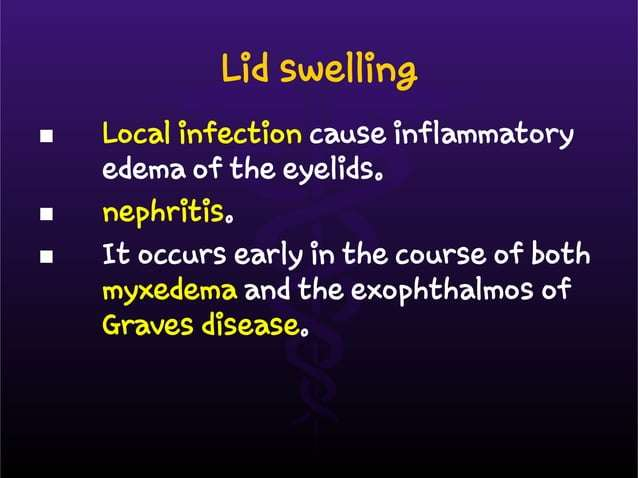 Lid swelling
■ Local infection cause inflammatory
edema of the eyelids.
■ nephritis.
■ It occurs early in the course of both
myxedema and the exophthalmos of
Graves disease.